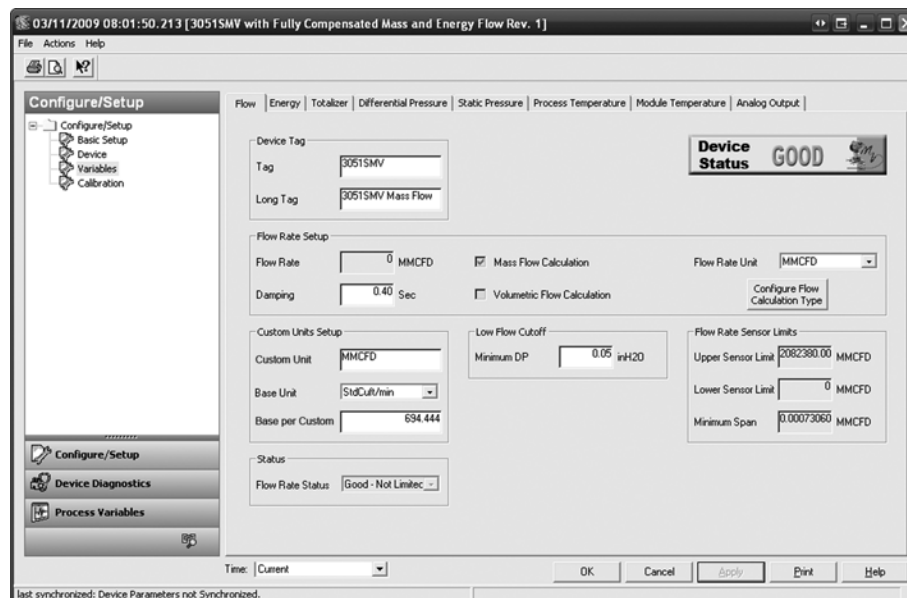 03/11/2009 08:01:50.213 [3051SMV with Fully Compensated Mass and Energy Flow Rev. 1]
File Actions Help
Configure/Setup
Configure/Setup
Basic Setup
Device
Variables
Calibration
Configure/Setup
Device Diagnostics
Process Variables
Flow Energy Totalizer Differential Pressure Static Pressure Process Temperature Module Temperature Analog Output
Device Tag
Tag 3051SMV
Long Tag 3051SMV Mass Flow
Device Status GOOD
Flow Rate Setup
Flow Rate 0 MMCFD Mass Flow Calculation Flow Rate Unit MMCFD
Damping 0.40 Sec Volumetric Flow Calculation Configure Flow Calculation Type
Custom Units Setup
Custom Unit MMCFD
Base Unit StdCuft/min
Base per Custom 694.444
Low Flow Cutoff
Minimum DP 0.05 inH2O
Flow Rate Sensor Limits
Upper Sensor Limit 2082380.00 MMCFD
Lower Sensor Limit 0 MMCFD
Minimum Span 0.00073060 MMCFD
Status
Flow Rate Status Good - Not Limitec
Time: Current
OK Cancel Apply Print Help
last synchronized: Device Parameters not Synchronized.